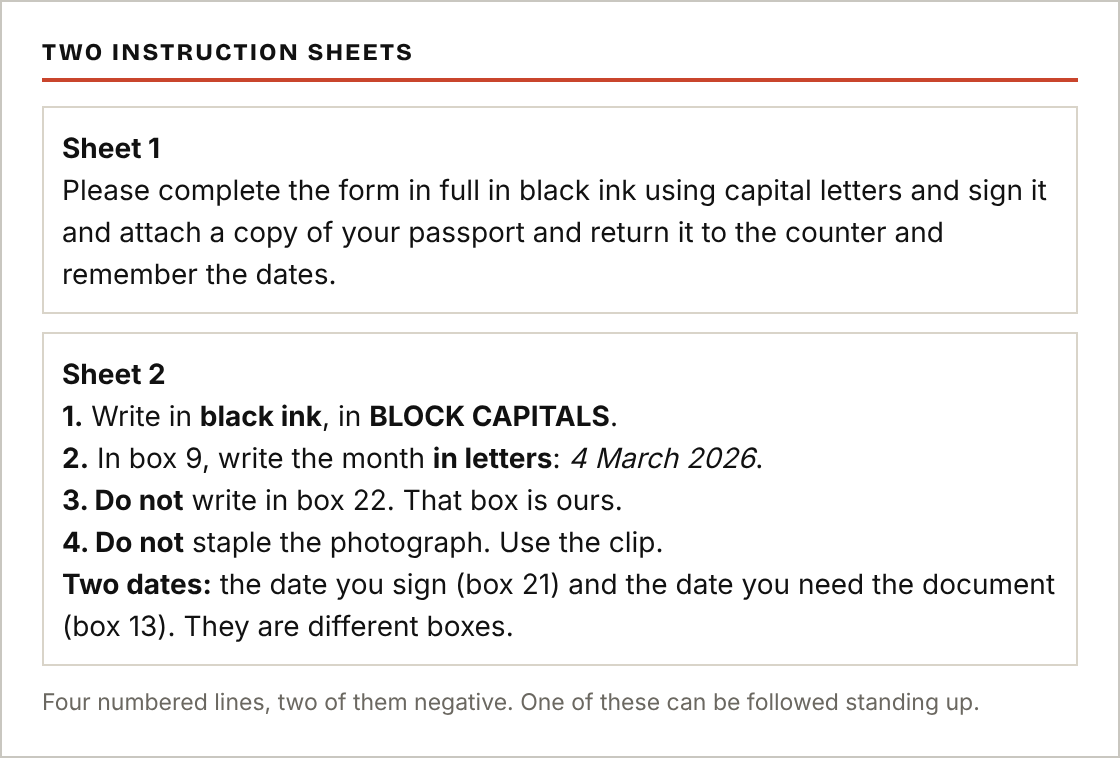 TWO INSTRUCTION SHEETS
Sheet 1
Please complete the form in full in black ink using capital letters and sign it
and attach a copy of your passport and return it to the counter and
remember the dates.
Sheet 2
1. Write in black ink, in BLOCK CAPITALS.
2. In box 9, write the month in letters: 4 March 2026.
3. Do not write in box 22. That box is ours.
4. Do not staple the photograph. Use the clip.
Two dates: the date you sign (box 21) and the date you need the document
(box 13). They are different boxes.
Four numbered lines, two of them negative. One of these can be followed standing up.